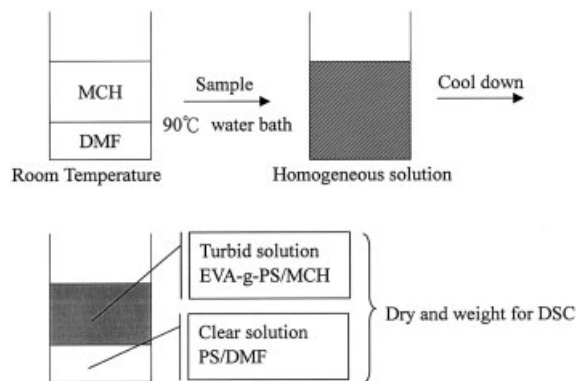 MCH
DMF
Room Temperature
Sample
90℃ water bath
Homogeneous solution
Cool down
Turbid solution
EVA-g-PS/MCH
Clear solution
PS/DMF
Dry and weight for DSC